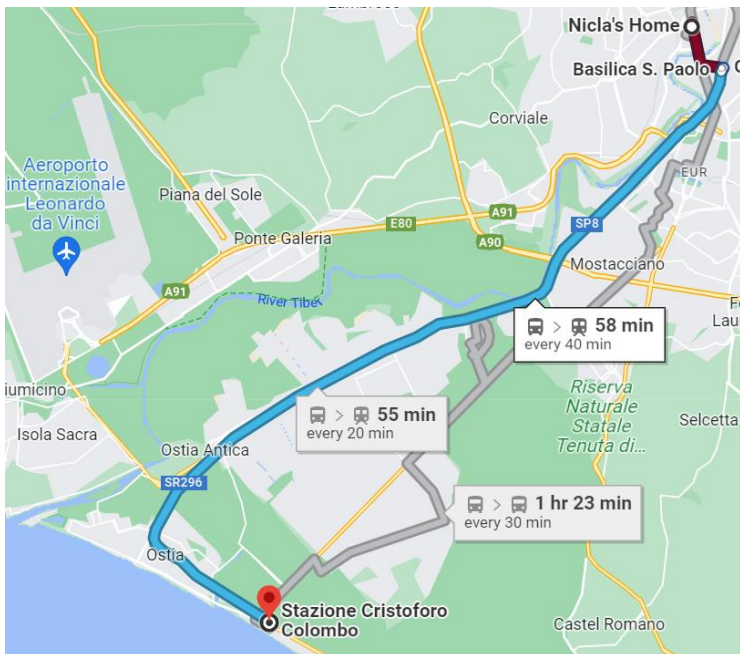 Nicla's Home
Basilica S. Paolo
Corviale
EUR
Aeroporto
internazionale
Leonardo
da Vinci
Piana del Sole
A91
E80
SP8
Ponte Galeria
A90
Mostacciano
A91
River Tiber
58 min
every 40 min
Isola Sacra
55 min
every 20 min
Riserva
Naturale
Statale
Tenuta di...
Selcetta
Ostia Antica
SR296
1 hr 23 min
every 30 min
Ostia
Stazione Cristoforo
Colombo
Castel Romano